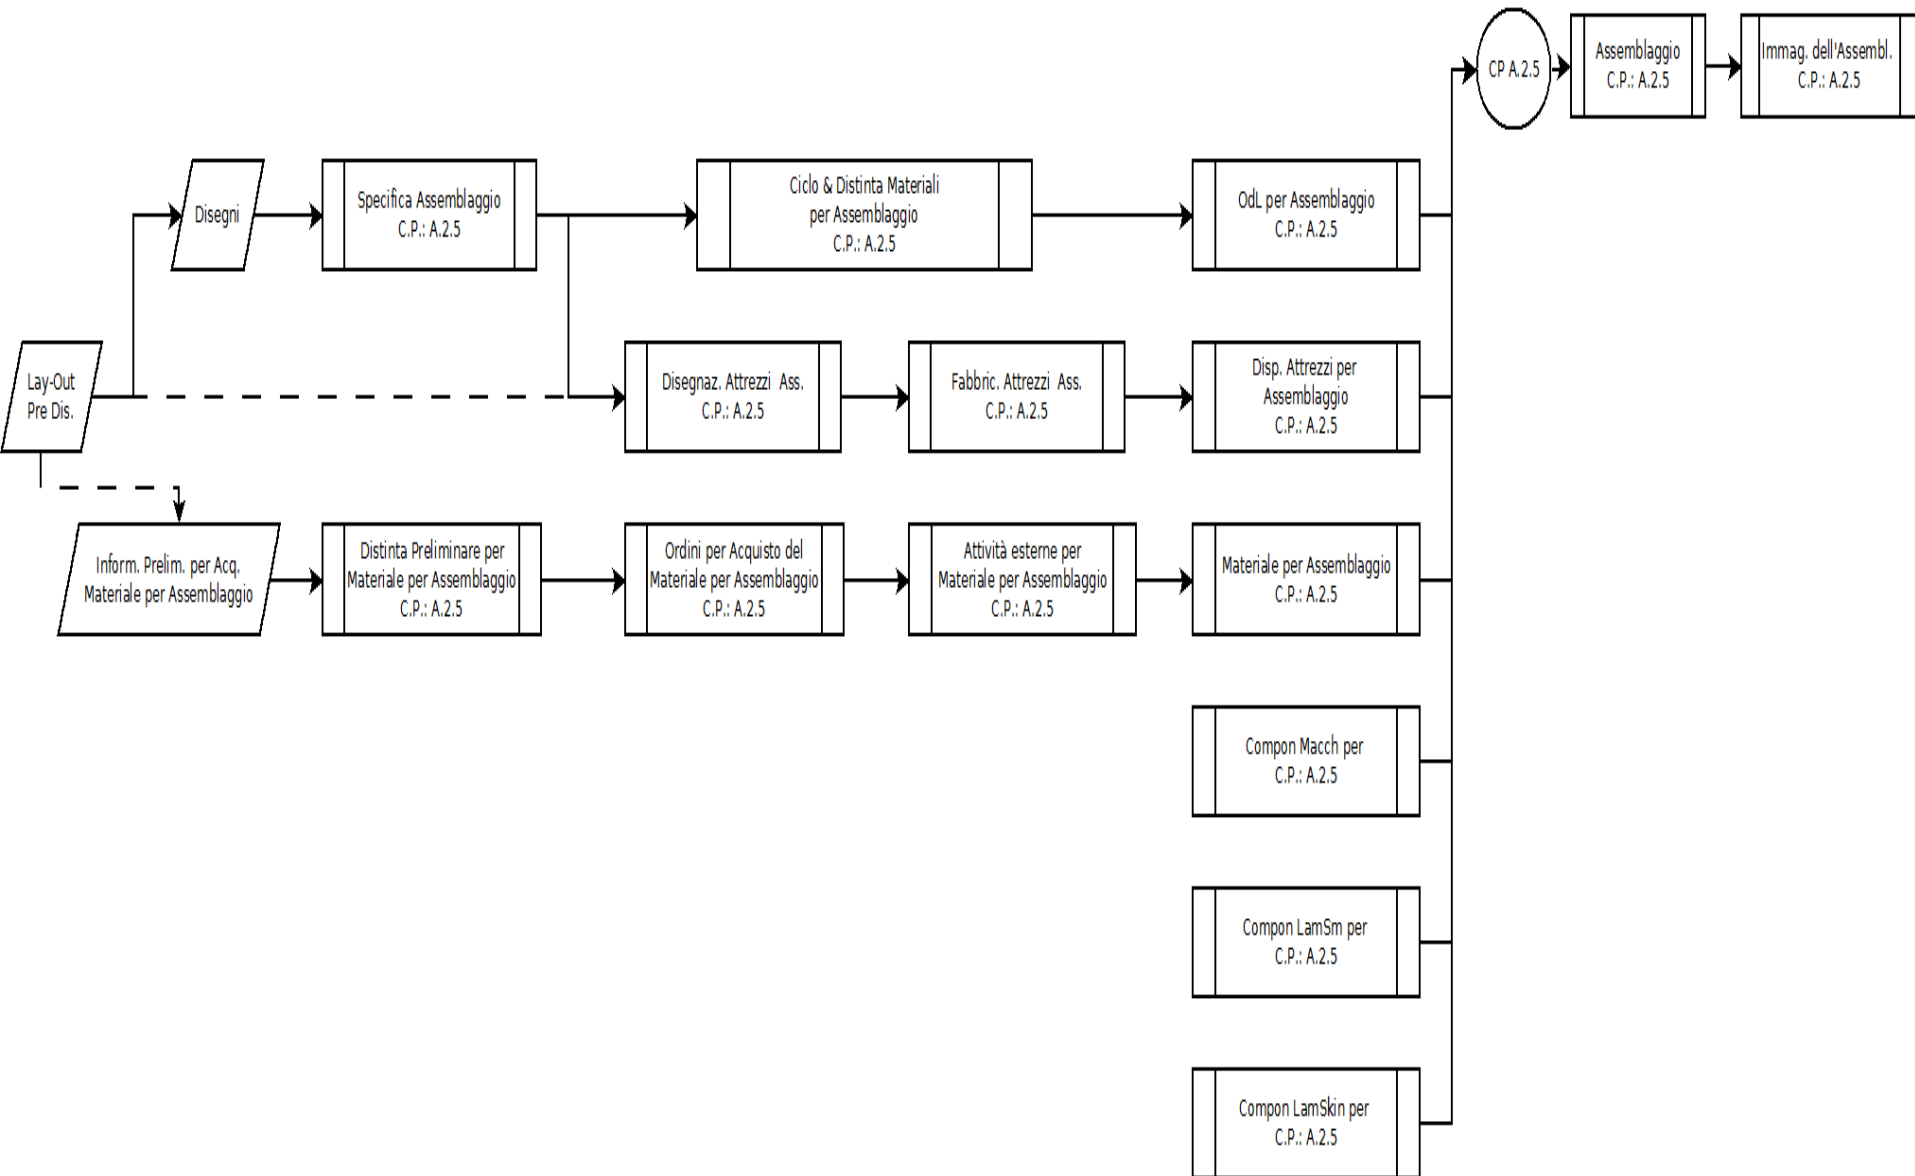 CP A.2.5
Assemblaggio
C.P.: A.2.5
Immag. dell'Assembl.
C.P.: A.2.5
Disegni
Specifica Assemblaggio
C.P.: A.2.5
Ciclo & Distinta Materiali
per Assemblaggio
C.P.: A.2.5
OdL per Assemblaggio
C.P.: A.2.5
Lay-Out
Pre Dis.
Disegnaz. Attrezzi  Ass.
C.P.: A.2.5
Fabbric. Attrezzi  Ass.
C.P.: A.2.5
Disp. Attrezzi per
Assemblaggio
C.P.: A.2.5
Inform. Prelim. per Acq.
Materiale per Assemblaggio
Distinta Preliminare per
Materiale per Assemblaggio
C.P.: A.2.5
Ordini per Acquisto del
Materiale per Assemblaggio
C.P.: A.2.5
Attività esterne per
Materiale per Assemblaggio
C.P.: A.2.5
Materiale per Assemblaggio
C.P.: A.2.5
Compon Macch per
C.P.: A.2.5
Compon LamSm per
C.P.: A.2.5
Compon LamSkin per
C.P.: A.2.5